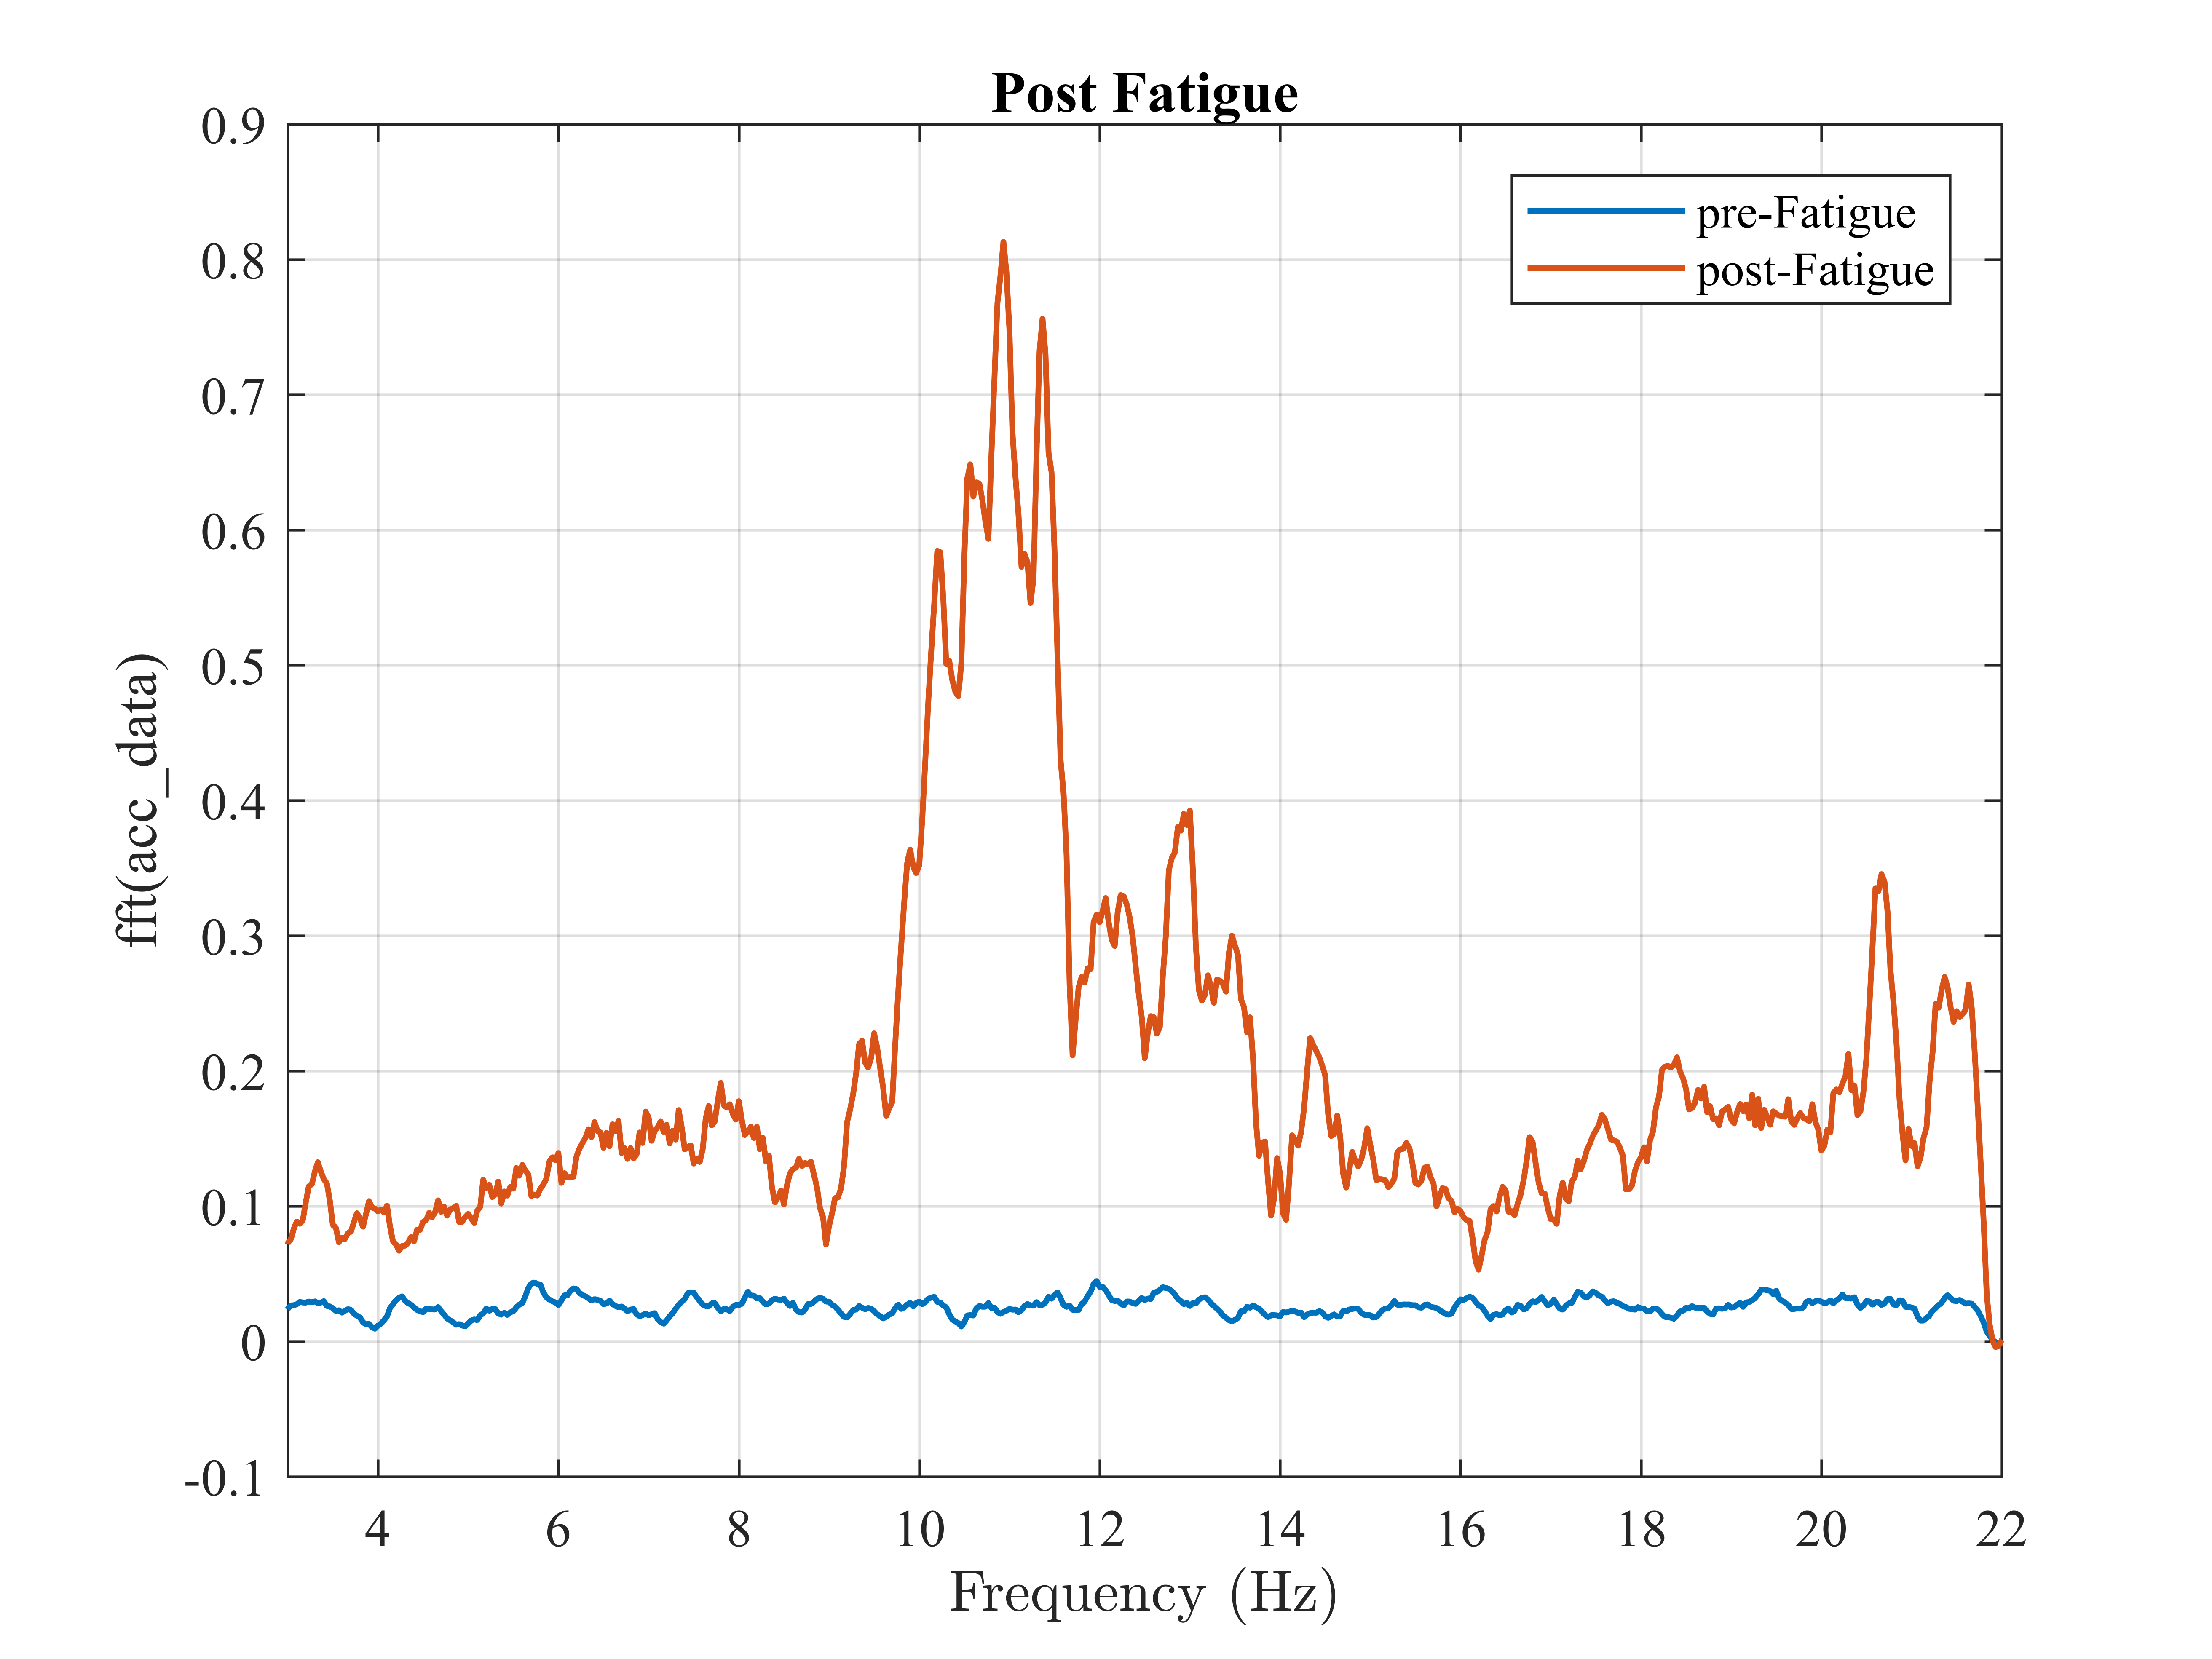 Post Fatigue
pre-Fatigue
post-Fatigue
0.9
0.8
0.7
0.6
0.5
0.4
0.3
0.2
0.1
0
-0.1
fft(acc_data)
4 6 8 10 12 14 16 18 20 22
Frequency (Hz)